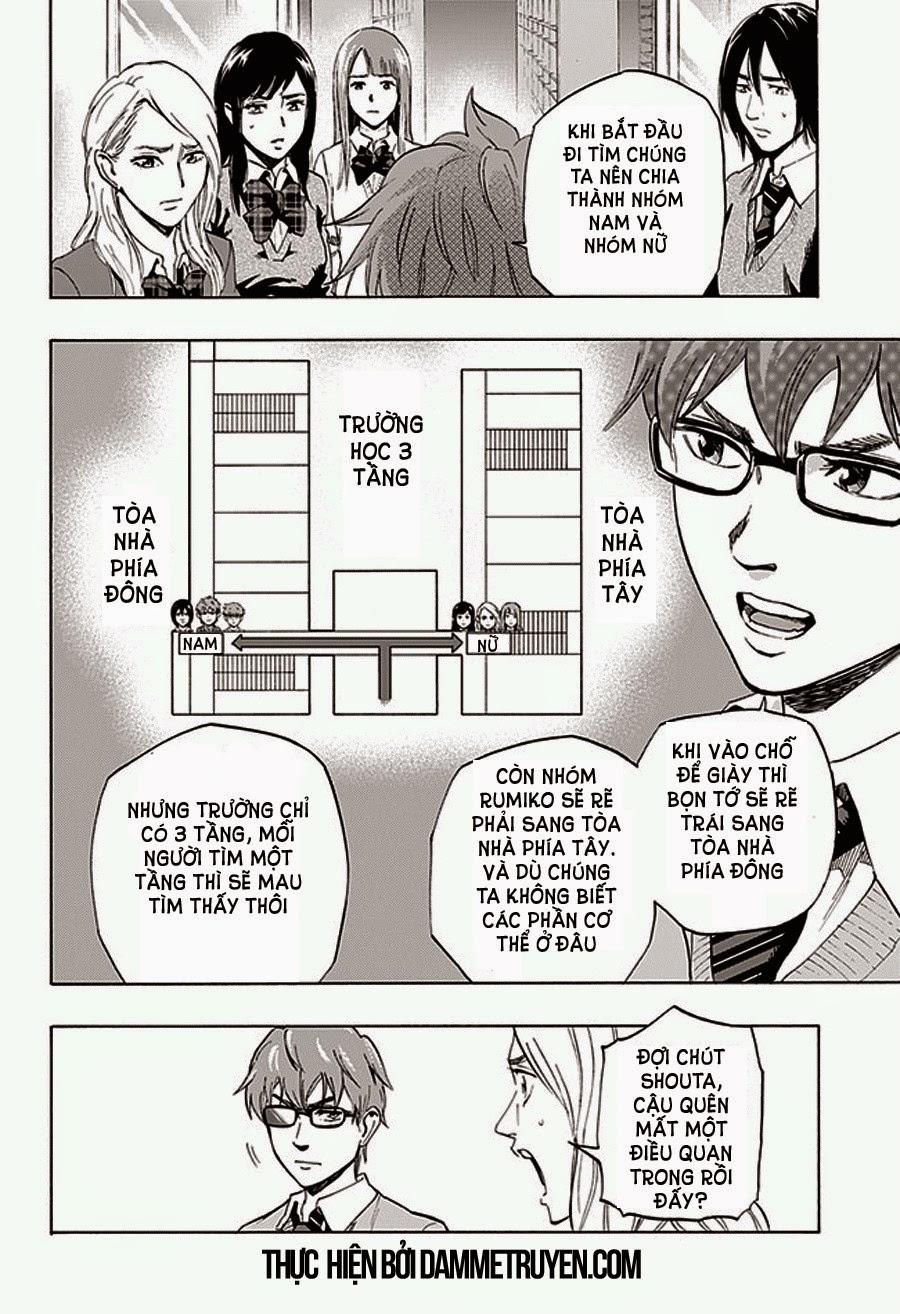 KHI BẮT ĐẦU
ĐI TÌM CHÚNG
TA NÊN CHIA
THÀNH NHÓM
NAM VÀ
NHÓM NỮ
TRƯỜNG
HỌC 3
TẦNG
TÒA
NHÀ
PHÍA
ĐÔNG
TÒA
NHÀ
PHÍA
TÂY
NAM
NỮ
KHI VÀO CHỖ
ĐỂ GIÀY THÌ
BỌN TỚ SẼ RẼ
TRÁI SANG
TÒA NHÀ
PHÍA ĐÔNG
CÒN NHÓM
RUMIKO SẼ RẼ
PHẢI SANG TÒA
NHÀ PHÍA TÂY.
VÀ DÙ CHÚNG
TA KHÔNG BIẾT
CÁC PHẦN CƠ
THỂ Ở ĐÂU
NHƯNG TRƯỜNG CHỈ
CÓ 3 TẦNG, MỖI
NGƯỜI TÌM MỘT
TẦNG THÌ SẼ MAU
TÌM THẤY THÔI
ĐỢI CHÚT
SHOUTA,
CẬU QUÊN
MẤT MỘT
ĐIỀU QUAN
TRONG RỒI
ĐẤY?
THỰC HIỆN BỞI DAMMETRUYEN.COM